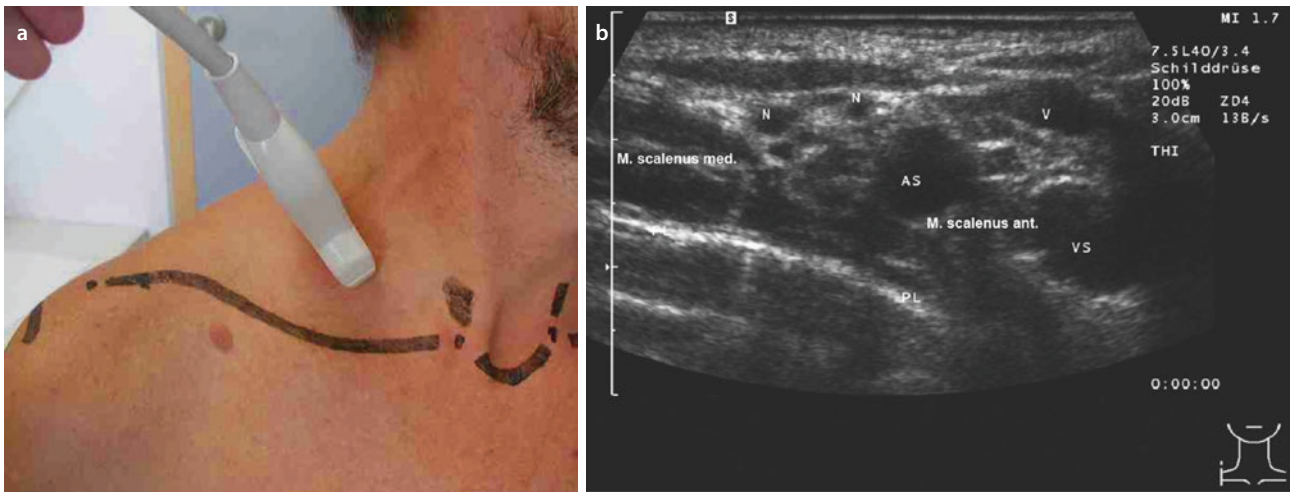 a
b
S
MI 1.7
7.5L40/3.4
Schilddrüse
100%
20dB ZD4
3.0cm 13B/s
THI
N
N
V
M. scalenus med.
AS
M. scalenus ant.
VS
PL
0:00:00